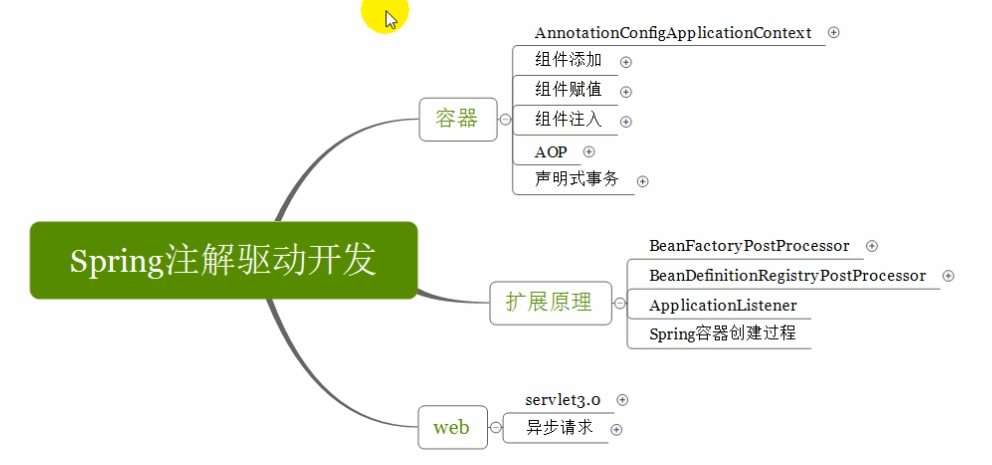 Spring注解驱动开发
容器
AnnotationConfigApplicationContext
组件添加
组件赋值
组件注入
AOP
声明式事务
扩展原理
BeanFactoryPostProcessor
BeanDefinitionRegistryPostProcessor
ApplicationListener
Spring容器创建过程
web
servlet3.0
异步请求